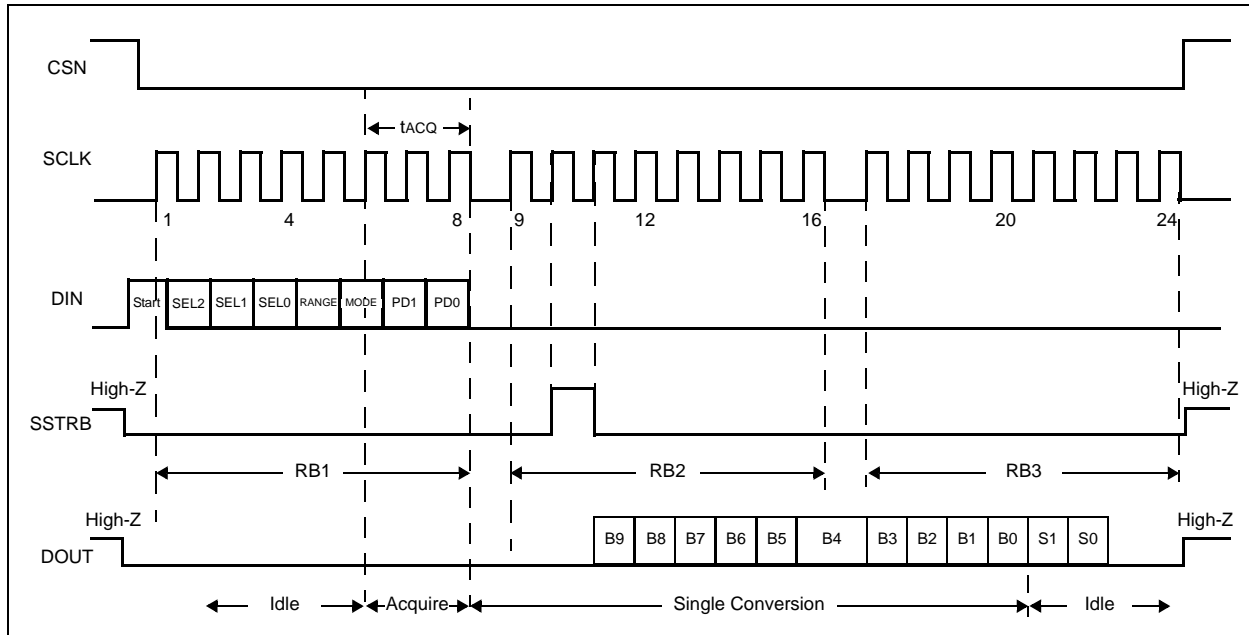 CSN
tACQ
SCLK
1 4 8 9 12 16 20 24
DIN
Start SEL2 SEL1 SEL0 RANGE MODE PD1 PD0
High-Z High-Z
SSTRB
RB1 RB2 RB3
High-Z High-Z
DOUT
B9 B8 B7 B6 B5 B4 B3 B2 B1 B0 S1 S0
Idle Acquire Single Conversion Idle